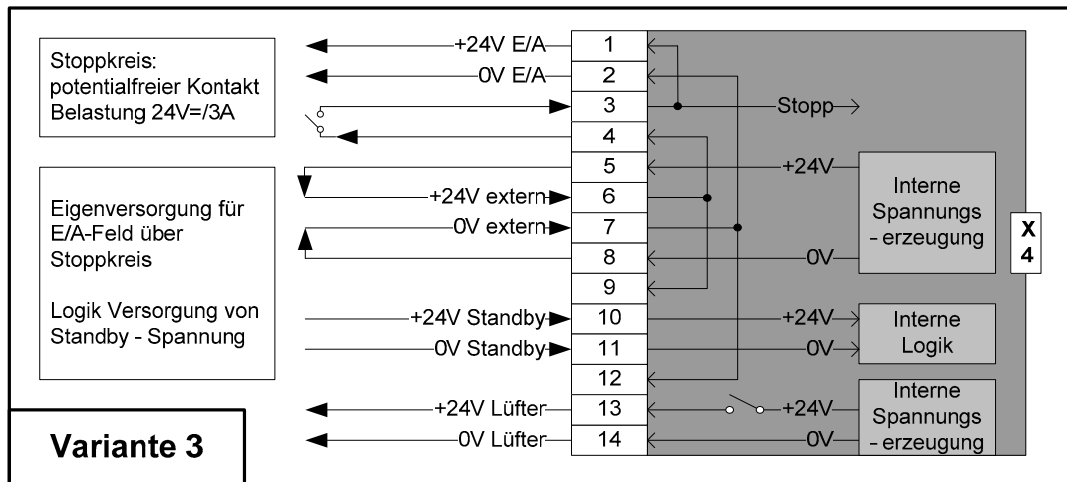 Stoppkreis:
potentialfreier Kontakt
Belastung 24V=/3A
Eigenversorgung für
E/A-Feld über
Stoppkreis
Logik Versorgung von
Standby - Spannung
Variante 3
+24V E/A
0V E/A
+24V extern
0V extern
+24V Standby
0V Standby
+24V Lüfter
0V Lüfter
1
2
3
4
5
6
7
8
9
10
11
12
13
14
Stopp
+24V
0V
+24V
0V
+24V
0V
Interne
Spannungs
- erzeugung
Interne
Logik
Interne
Spannungs
- erzeugung
X
4